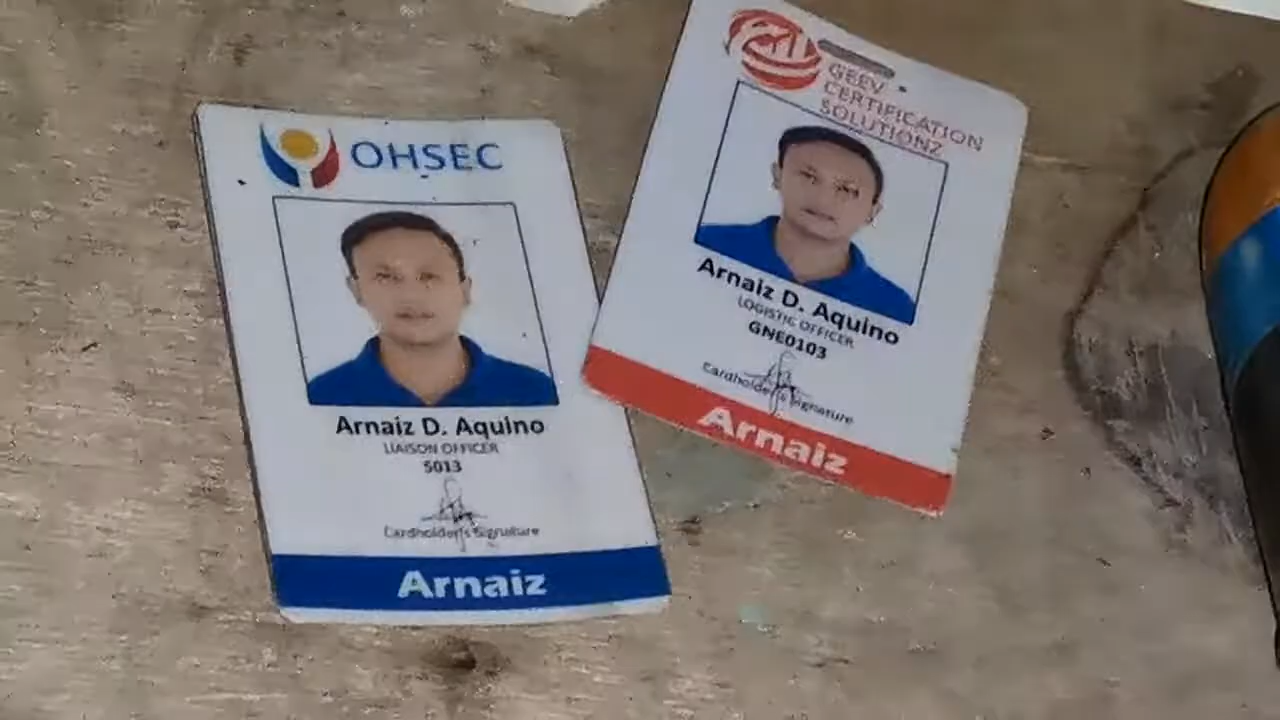 OHSEC
Arnaiz D. Aquino
LIAISON OFFICER
5013
Cardholder's Signature
Arnaiz
GEEV
CERTIFICATION
SOLUTIONZ
Arnaiz D. Aquino
LOGISTIC OFFICER
GNE0103
Cardholder's Signature
Arnaiz